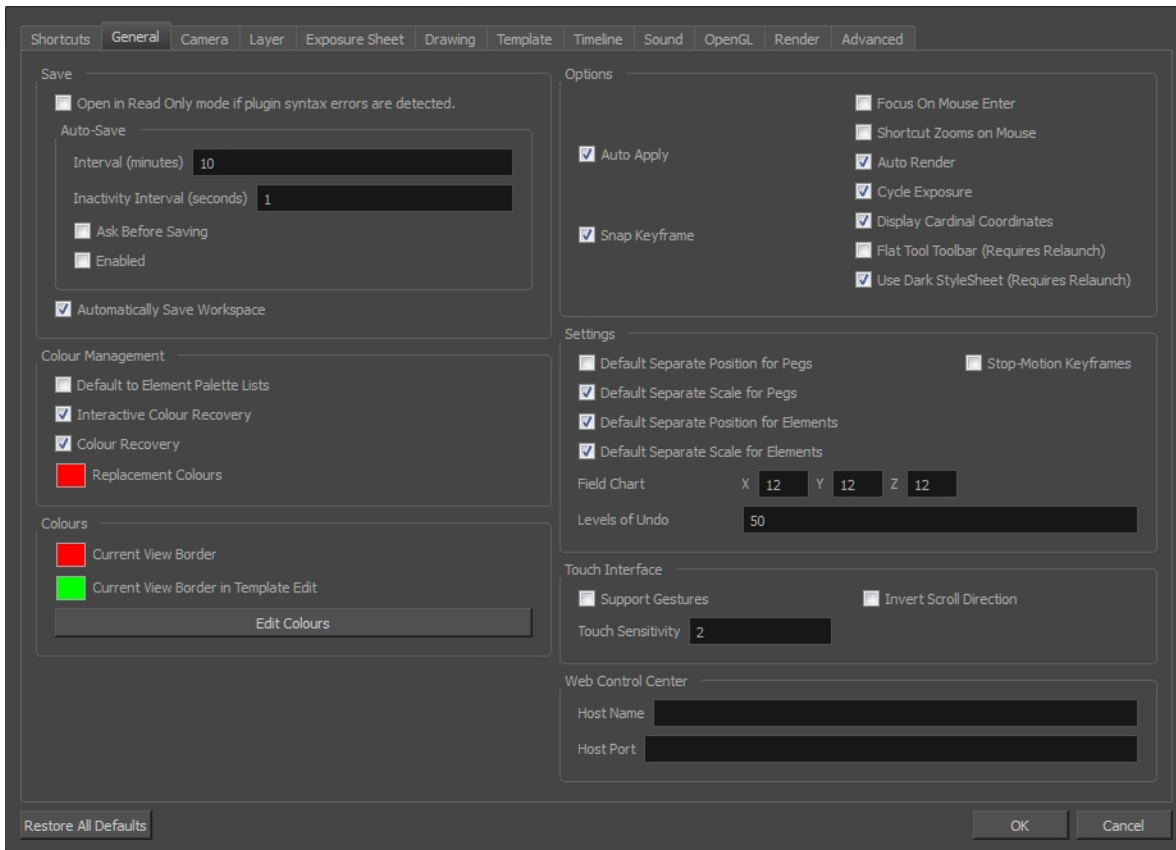 Shortcuts General Camera Layer Exposure Sheet Drawing Template Timeline Sound OpenGL Render Advanced
Save
Open in Read Only mode if plugin syntax errors are detected.
Auto-Save
Interval (minutes) 10
Inactivity Interval (seconds) 1
Ask Before Saving
Enabled
Automatically Save Workspace
Colour Management
Default to Element Palette Lists
Interactive Colour Recovery
Colour Recovery
Replacement Colours
Colours
Current View Border
Current View Border in Template Edit
Edit Colours
Options
Auto Apply
Snap Keyframe
Focus On Mouse Enter
Shortcut Zooms on Mouse
Auto Render
Cycle Exposure
Display Cardinal Coordinates
Flat Tool Toolbar (Requires Relaunch)
Use Dark StyleSheet (Requires Relaunch)
Settings
Default Separate Position for Pegs Stop-Motion Keyframes
Default Separate Scale for Pegs
Default Separate Position for Elements
Default Separate Scale for Elements
Field Chart X 12 Y 12 Z 12
Levels of Undo 50
Touch Interface
Support Gestures Invert Scroll Direction
Touch Sensitivity 2
Web Control Center
Host Name
Host Port
Restore All Defaults OK Cancel